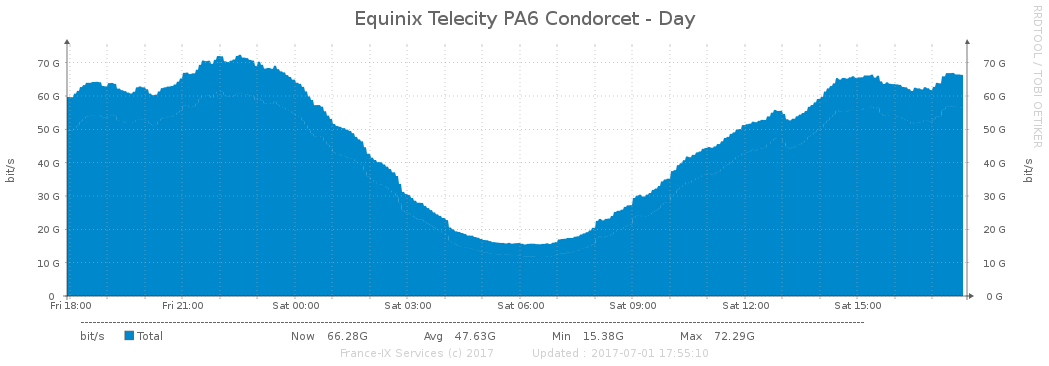 Equinix Telecity PA6 Condorcet - Day
RRDTOOL / TOBI OETIKER
bit/s
70 G
60 G
50 G
40 G
30 G
20 G
10 G
0
70 G
60 G
50 G
40 G
30 G
20 G
10 G
0 G
bit/s
Fri 18:00 Fri 21:00 Sat 00:00 Sat 03:00 Sat 06:00 Sat 09:00 Sat 12:00 Sat 15:00
bit/s Total Now 66.28G Avg 47.63G Min 15.38G Max 72.29G
France-IX Services (c) 2017 Updated : 2017-07-01 17:55:10